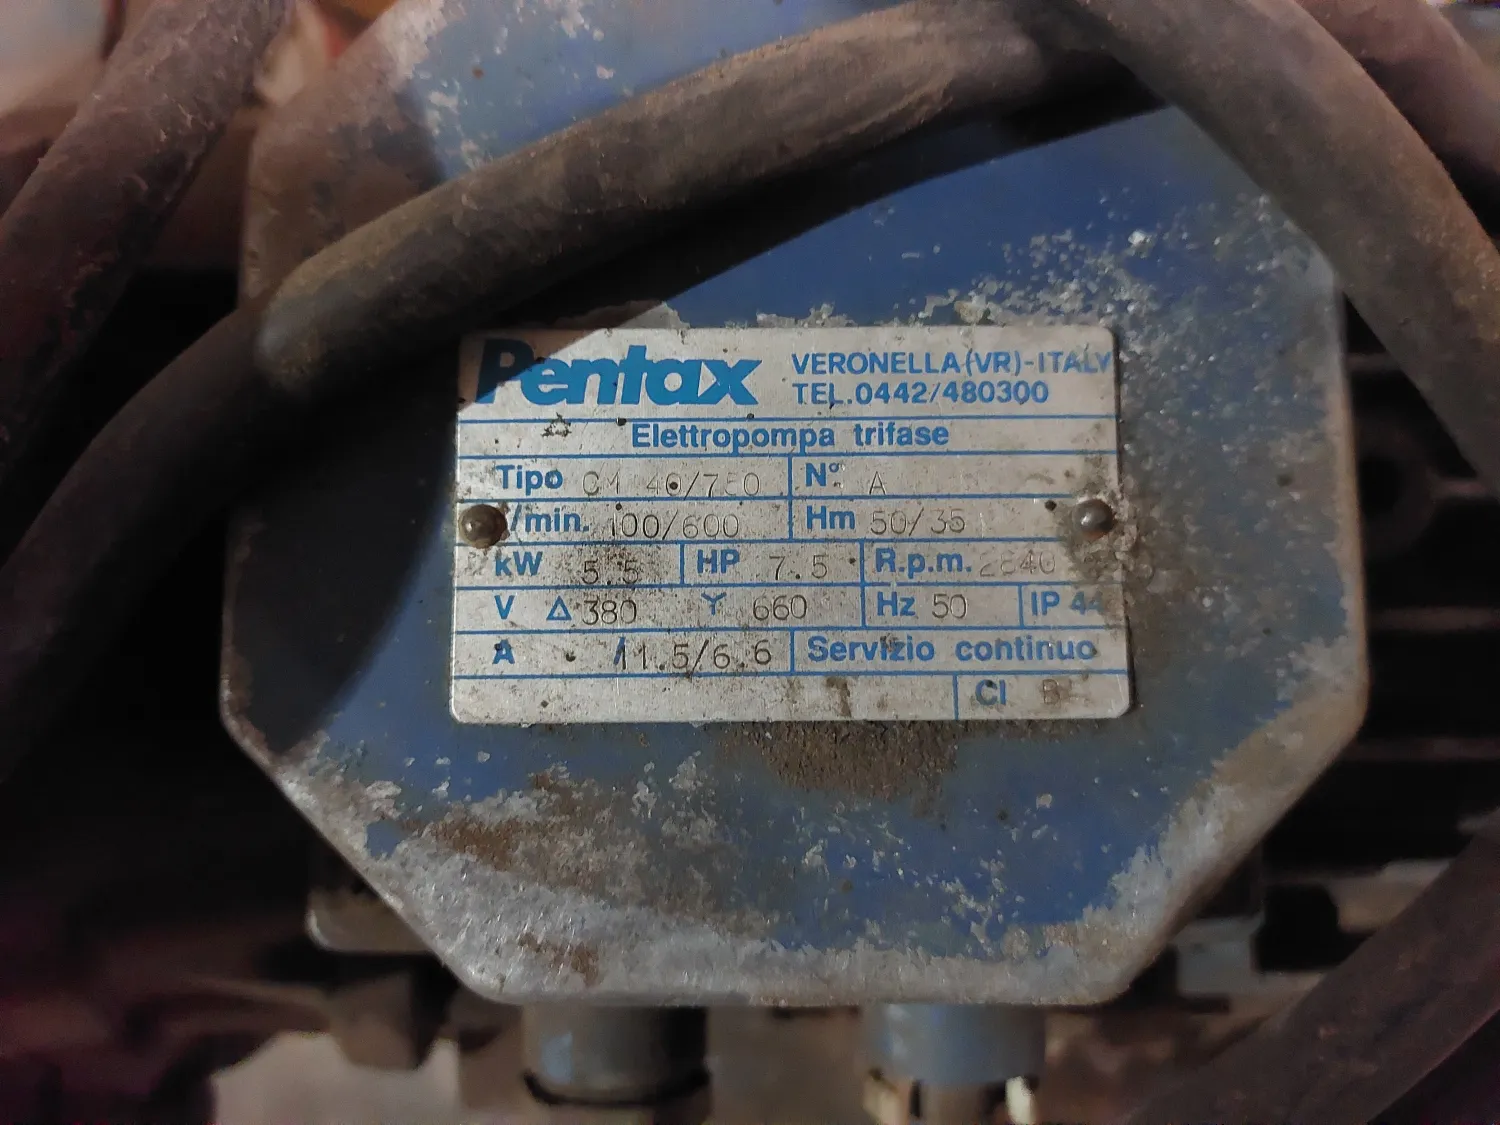 Pentax VERONELLA (VR)-ITALY
TEL.0442/480300
Elettropompa trifase
Tipo 40/750 N° A
/min. 100/600 Hm 50/35
kW 5.5 HP 7.5 R.p.m. 2840
V Δ 380 Y 660 Hz 50 IP 44
A 11.5/6.6 Servizio continuo
Cl B